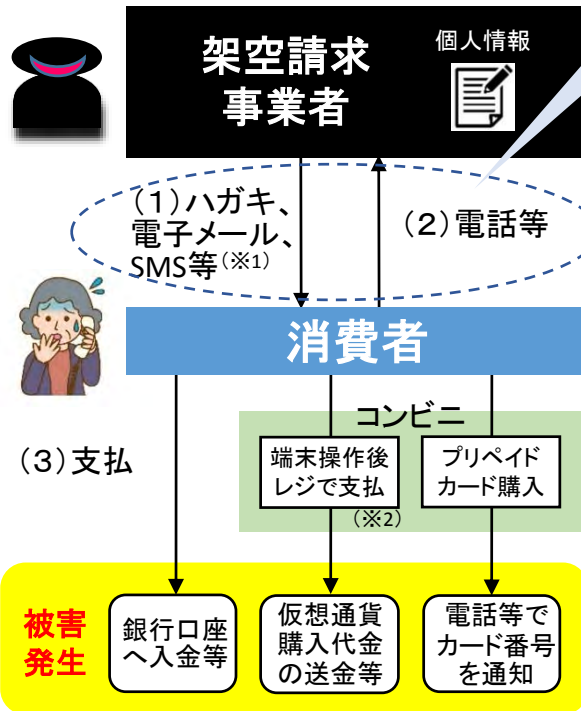 架空請求
事業者
個人情報
(1)ハガキ、
電子メール、
SMS等(※1)
(2)電話等
消費者
(3)支払
コンビニ
端末操作後
レジで支払
(※2)
プリペイド
カード購入
被害
発生
銀行口座
へ入金等
仮想通貨
購入代金
の送金等
電話等で
カード番号
を通知